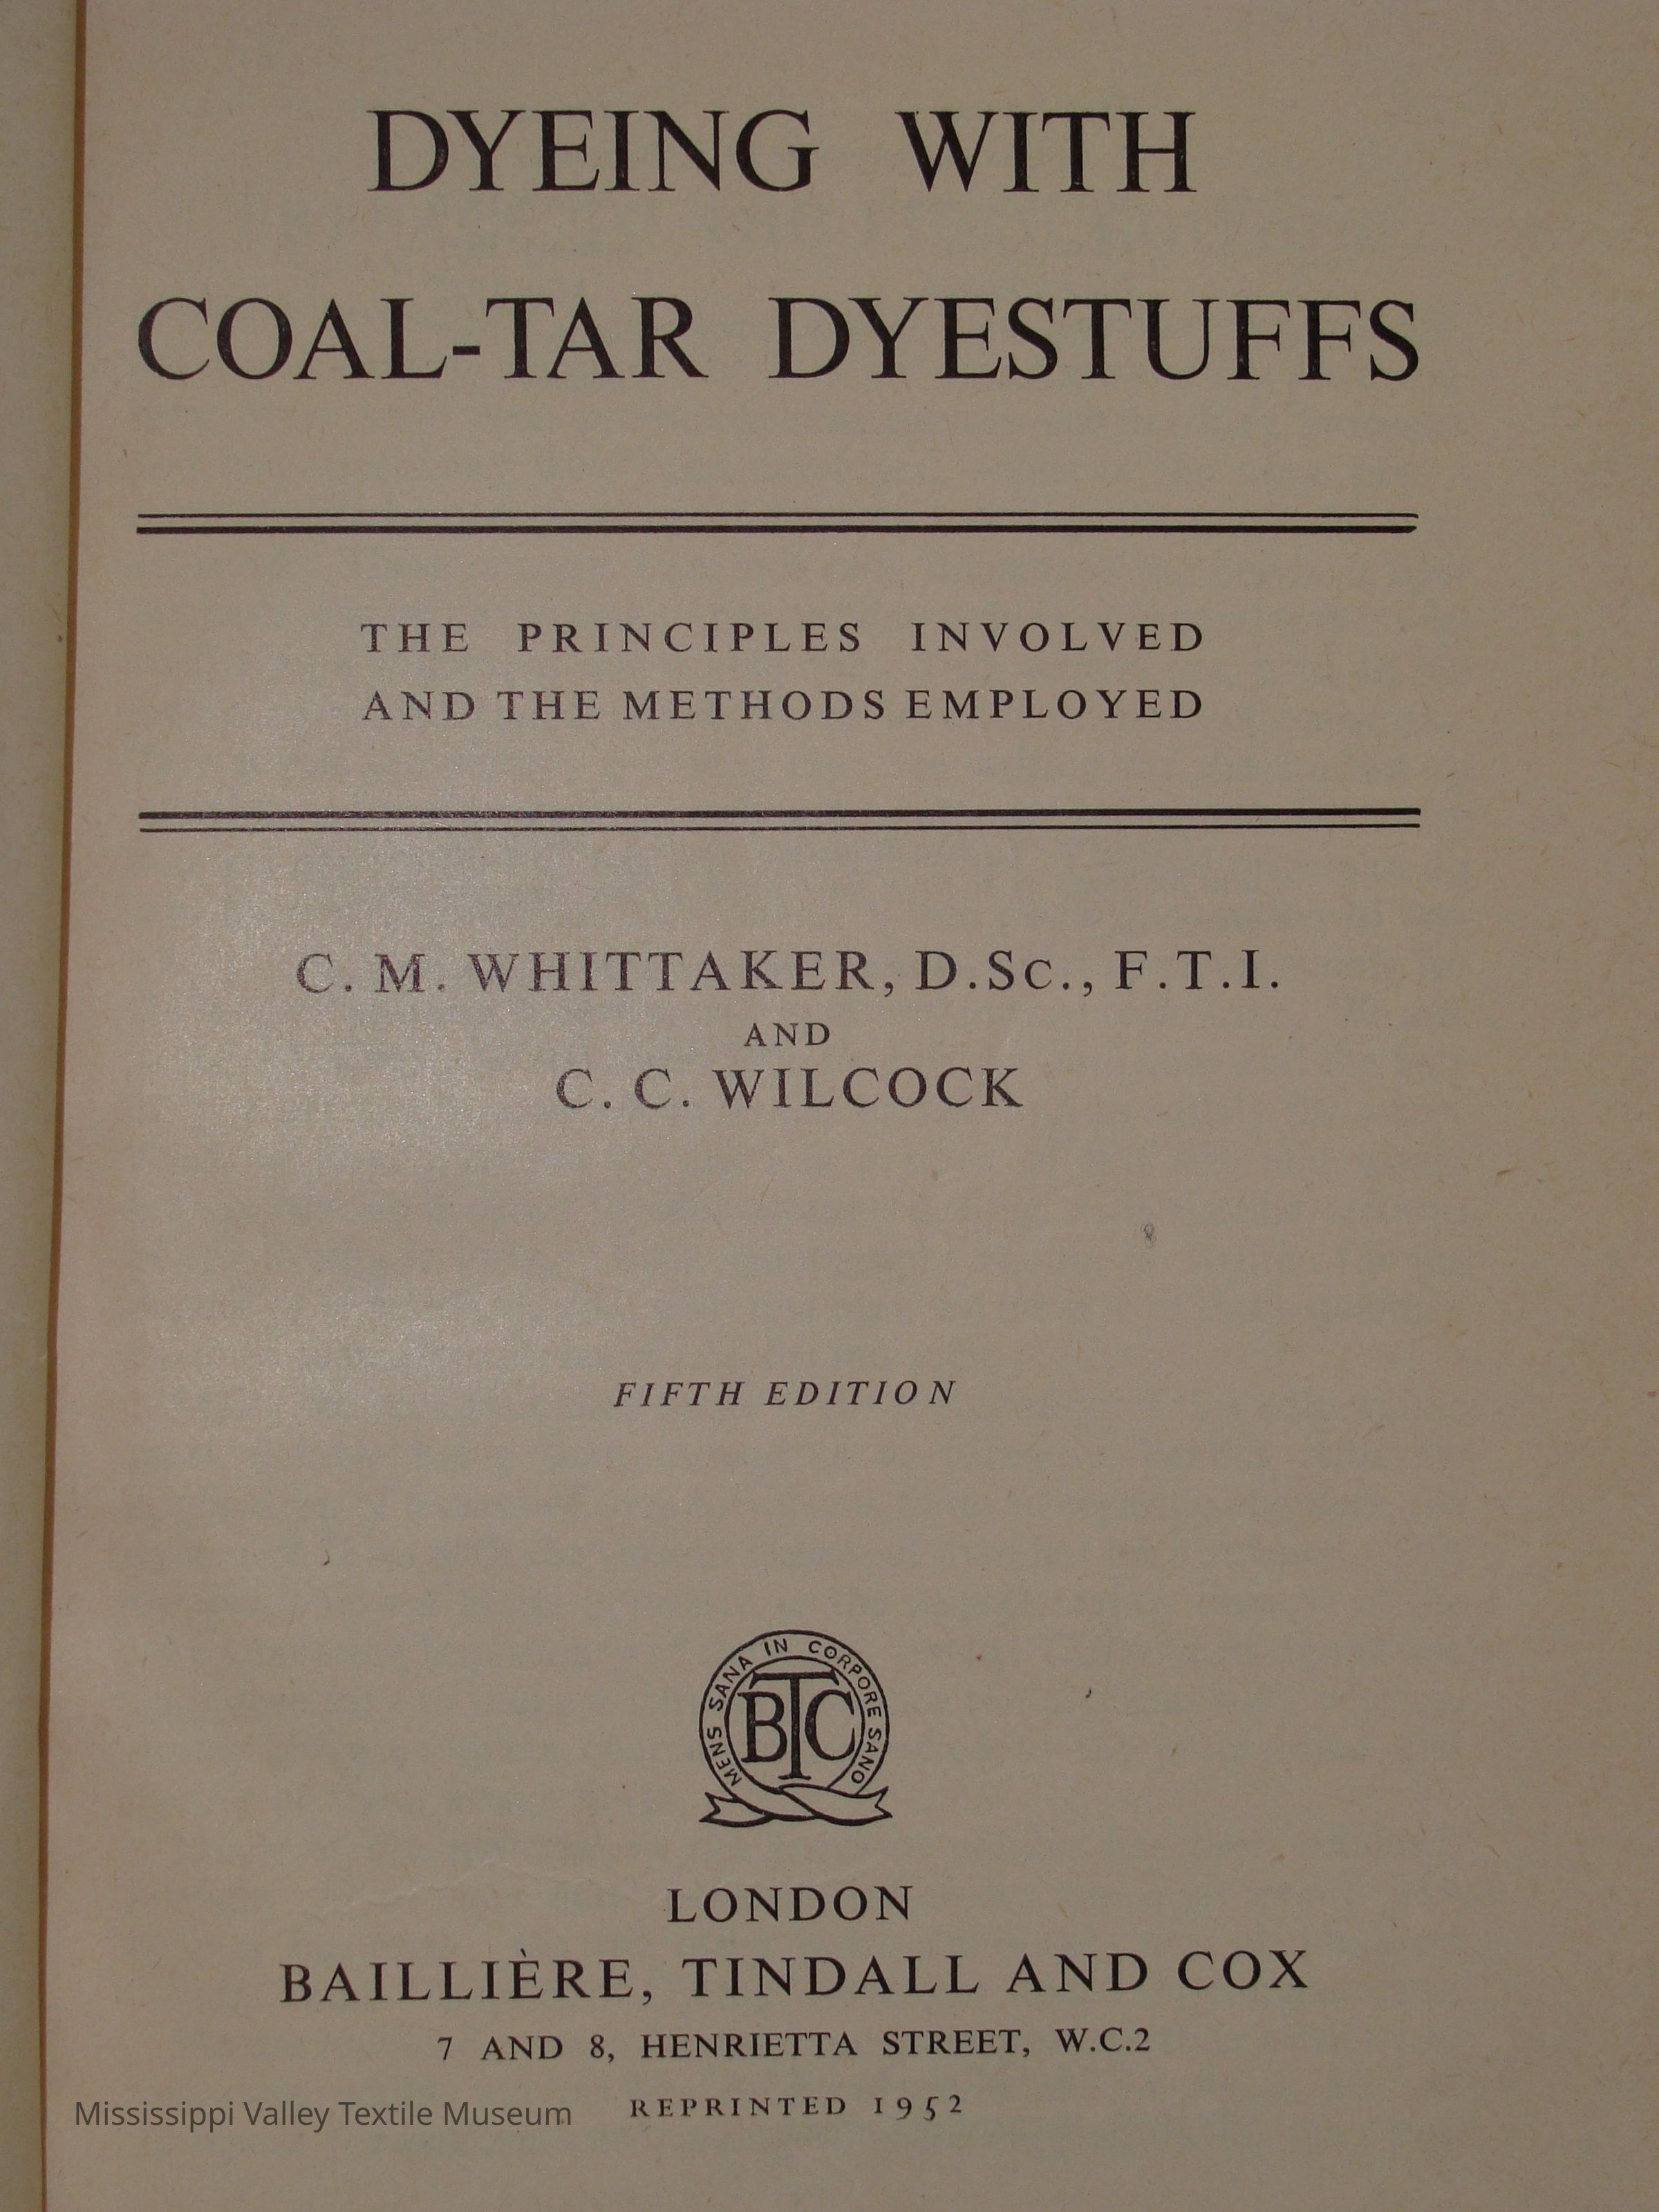 DYEING WITH
COAL-TAR DYESTUFFS
THE PRINCIPLES INVOLVED
AND THE METHODS EMPLOYED
C. M. WHITTAKER, D.Sc., F.T.I.
AND
C. C. WILCOCK
FIFTH EDITION
MENS SANA IN CORPORE SANO
BTC
LONDON
BAILLIÈRE, TINDALL AND COX
7 AND 8, HENRIETTA STREET, W.C.2
REPRINTED 1952
Mississippi Valley Textile Museum